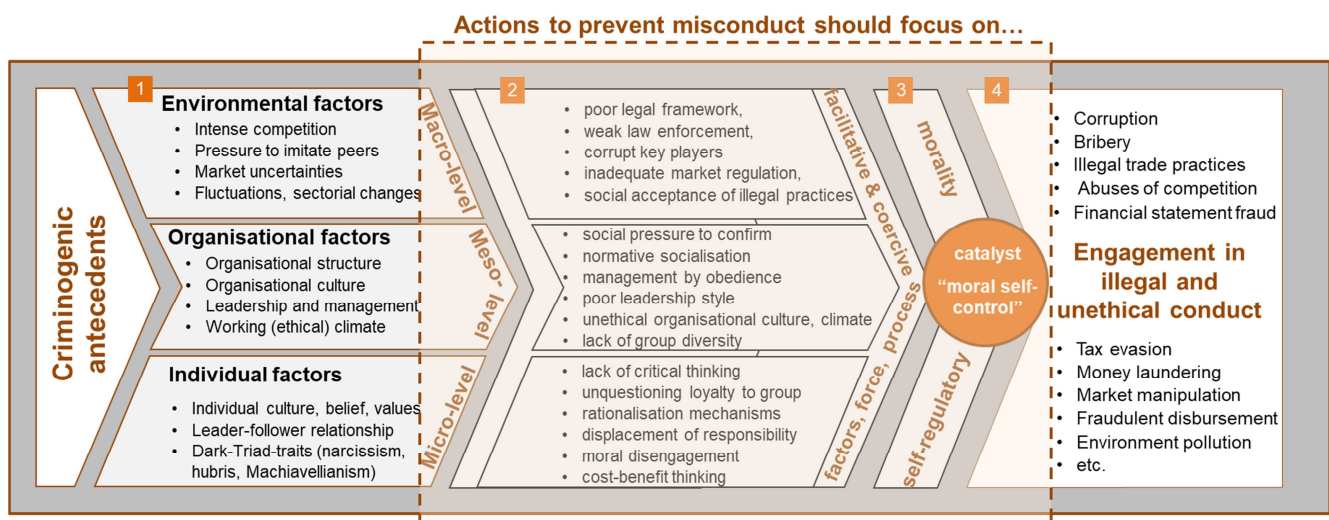 Actions to prevent misconduct should focus on…
Criminogenic
antecedents
1
Environmental factors
• Intense competition
• Pressure to imitate peers
• Market uncertainties
• Fluctuations, sectorial changes
Organisational factors
• Organisational structure
• Organisational culture
• Leadership and management
• Working (ethical) climate
Individual factors
• Individual culture, belief, values
• Leader-follower relationship
• Dark-Triad-traits (narcissism,
hubris, Machiavellianism)
Macro-level
Meso-
level
Micro-level
2
• poor legal framework,
• weak law enforcement,
• corrupt key players
• inadequate market regulation,
• social acceptance of illegal practices
• social pressure to confirm
• normative socialisation
• management by obedience
• poor leadership style
• unethical organisational culture, climate
• lack of group diversity
• lack of critical thinking
• unquestioning loyalty to group
• rationalisation mechanisms
• displacement of responsibility
• moral disengagement
• cost-benefit thinking
facilitative & coercive
factors, force, process
3
morality
self-regulatory
catalyst
“moral self-
control”
4
• Corruption
• Bribery
• Illegal trade practices
• Abuses of competition
• Financial statement fraud
Engagement in
illegal and
unethical conduct
• Tax evasion
• Money laundering
• Market manipulation
• Fraudulent disbursement
• Environment pollution
• etc.